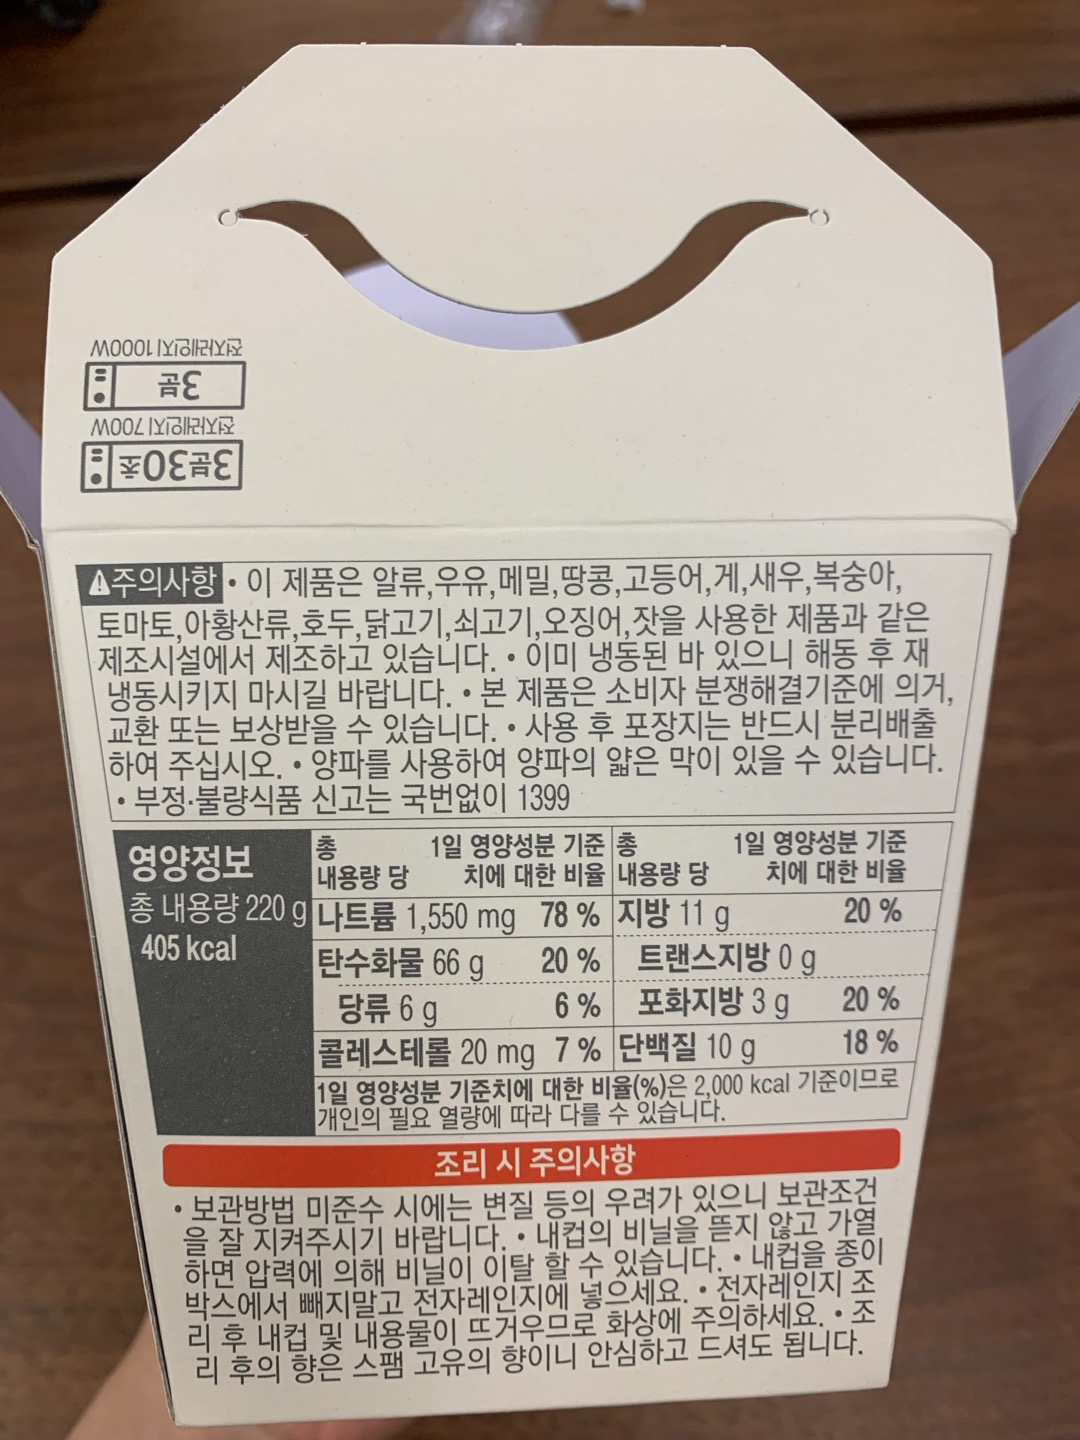 전자레인지 1000W
3분
전자레인지 700W
3분30초
주의사항 • 이 제품은 알류,우유,메밀,땅콩,고등어,게,새우,복숭아,
토마토,아황산류,호두,닭고기,쇠고기,오징어,잣을 사용한 제품과 같은
제조시설에서 제조하고 있습니다. • 이미 냉동된 바 있으니 해동 후 재
냉동시키지 마시길 바랍니다. • 본 제품은 소비자 분쟁해결기준에 의거,
교환 또는 보상받을 수 있습니다. • 사용 후 포장지는 반드시 분리배출
하여 주십시오. • 양파를 사용하여 양파의 얇은 막이 있을 수 있습니다.
• 부정·불량식품 신고는 국번없이 1399
영양정보
총 내용량 220 g
405 kcal
총 내용량 당 1일 영양성분 기준치에 대한 비율 총 내용량 당 1일 영양성분 기준치에 대한 비율
나트륨 1,550 mg 78 % 지방 11 g 20 %
탄수화물 66 g 20 % 트랜스지방 0 g
당류 6 g 6 % 포화지방 3 g 20 %
콜레스테롤 20 mg 7 % 단백질 10 g 18 %
1일 영양성분 기준치에 대한 비율(%)은 2,000 kcal 기준이므로
개인의 필요 열량에 따라 다를 수 있습니다.
조리 시 주의사항
• 보관방법 미준수 시에는 변질 등의 우려가 있으니 보관조건
을 잘 지켜주시기 바랍니다. • 내컵의 비닐을 뜯지 않고 가열
하면 압력에 의해 비닐이 이탈 할 수 있습니다. • 내컵을 종이
박스에서 빼지말고 전자레인지에 넣으세요. • 전자레인지 조
리 후 내컵 및 내용물이 뜨거우므로 화상에 주의하세요. • 조
리 후의 향은 스팸 고유의 향이니 안심하고 드셔도 됩니다.